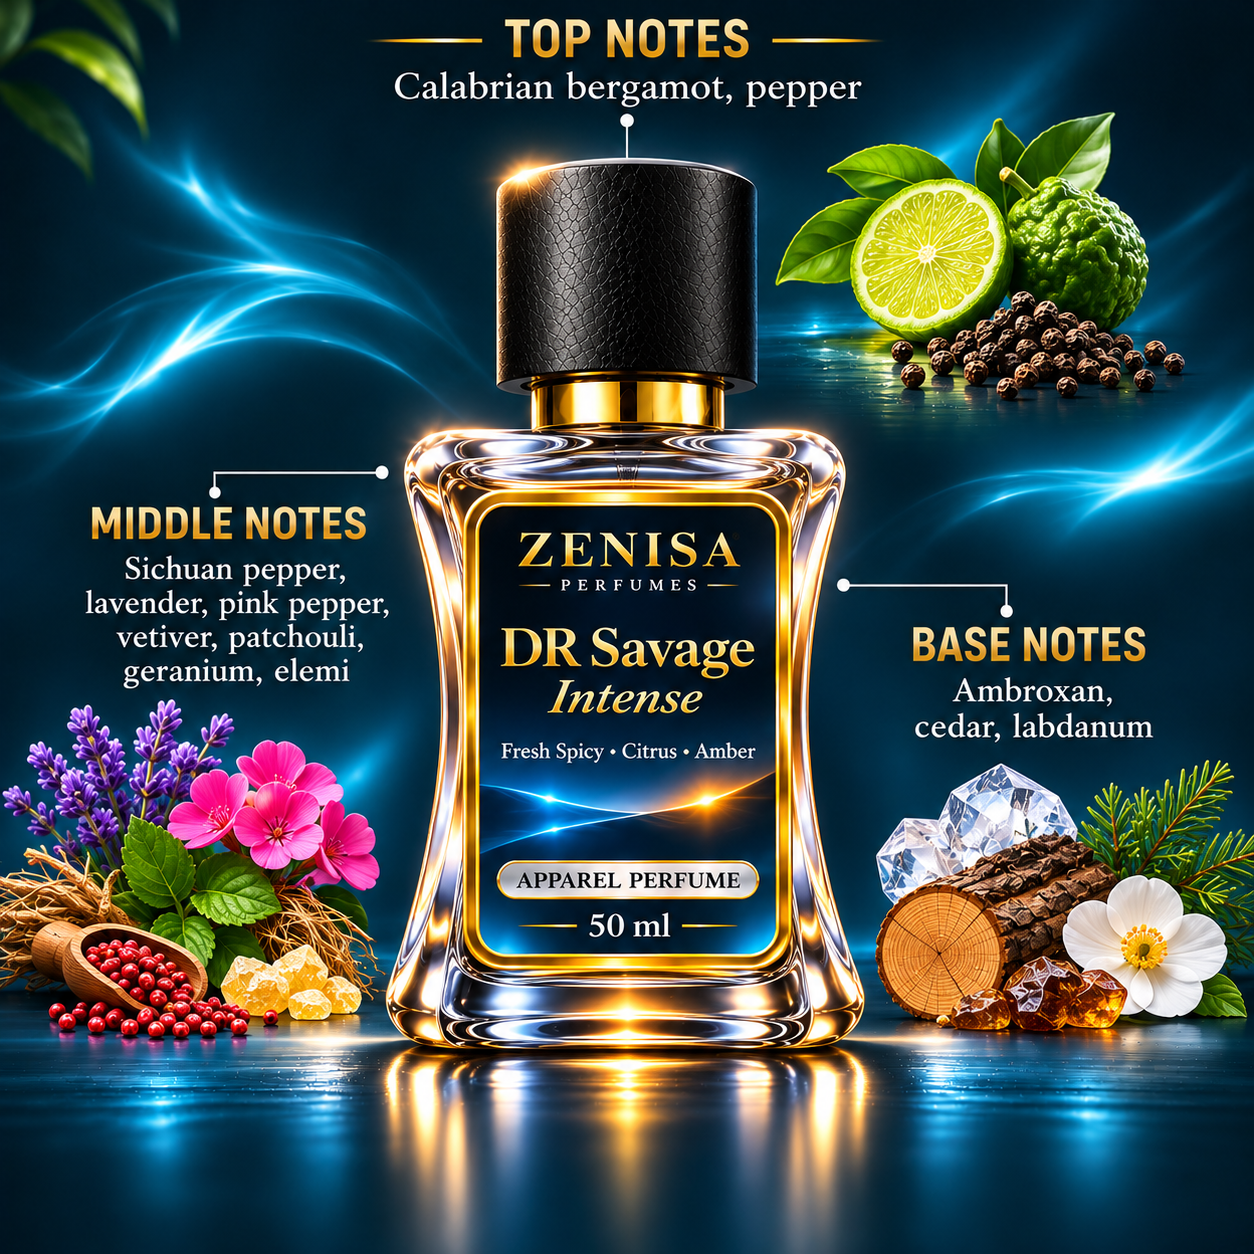 TOP NOTES
Calabrian bergamot, pepper
MIDDLE NOTES
Sichuan pepper,
lavender, pink pepper,
vetiver, patchouli,
geranium, elemi
ZENISA
PERFUMES
DR Savage
Intense
Fresh Spicy • Citrus • Amber
APPAREL PERFUME
50 ml
BASE NOTES
Ambroxan,
cedar, labdanum